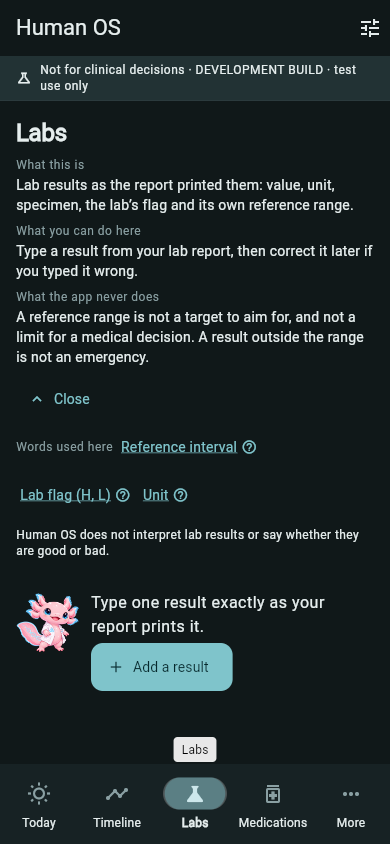 Human OS
Not for clinical decisions · DEVELOPMENT BUILD · test
use only
Labs
What this is
Lab results as the report printed them: value, unit,
specimen, the lab’s flag and its own reference range.
What you can do here
Type a result from your lab report, then correct it later if
you typed it wrong.
What the app never does
A reference range is not a target to aim for, and not a
limit for a medical decision. A result outside the range
is not an emergency.
Close
Words used here Reference interval
Lab flag (H, L) Unit
Human OS does not interpret lab results or say whether they
are good or bad.
Type one result exactly as your
report prints it.
Add a result
Labs
Today Timeline Labs Medications More